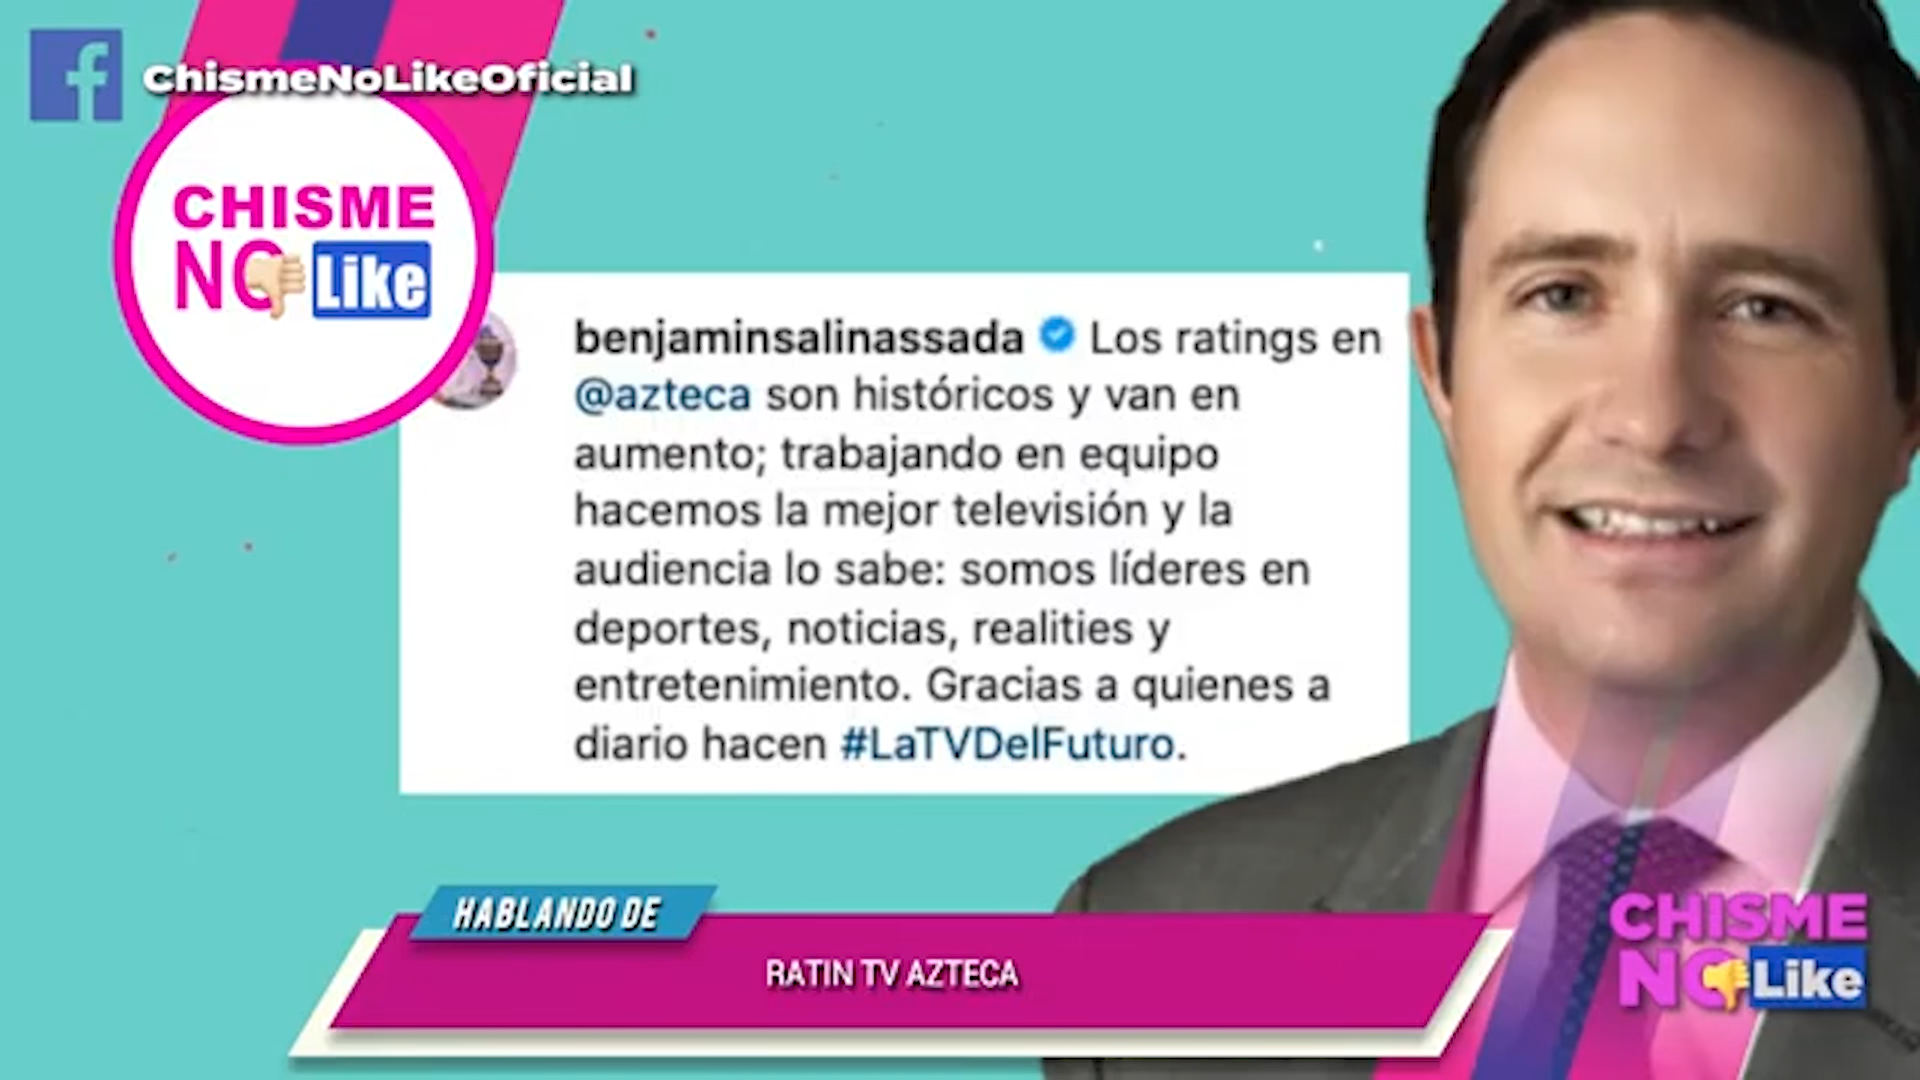 ChismeNoLikeOficial
CHISME
NO Like
benjaminsalinassada Los ratings en
@azteca son históricos y van en
aumento; trabajando en equipo
hacemos la mejor televisión y la
audiencia lo sabe: somos líderes en
deportes, noticias, realities y
entretenimiento. Gracias a quienes a
diario hacen #LaTVDelFuturo.
HABLANDO DE
RATIN TV AZTECA
CHISME
NO Like